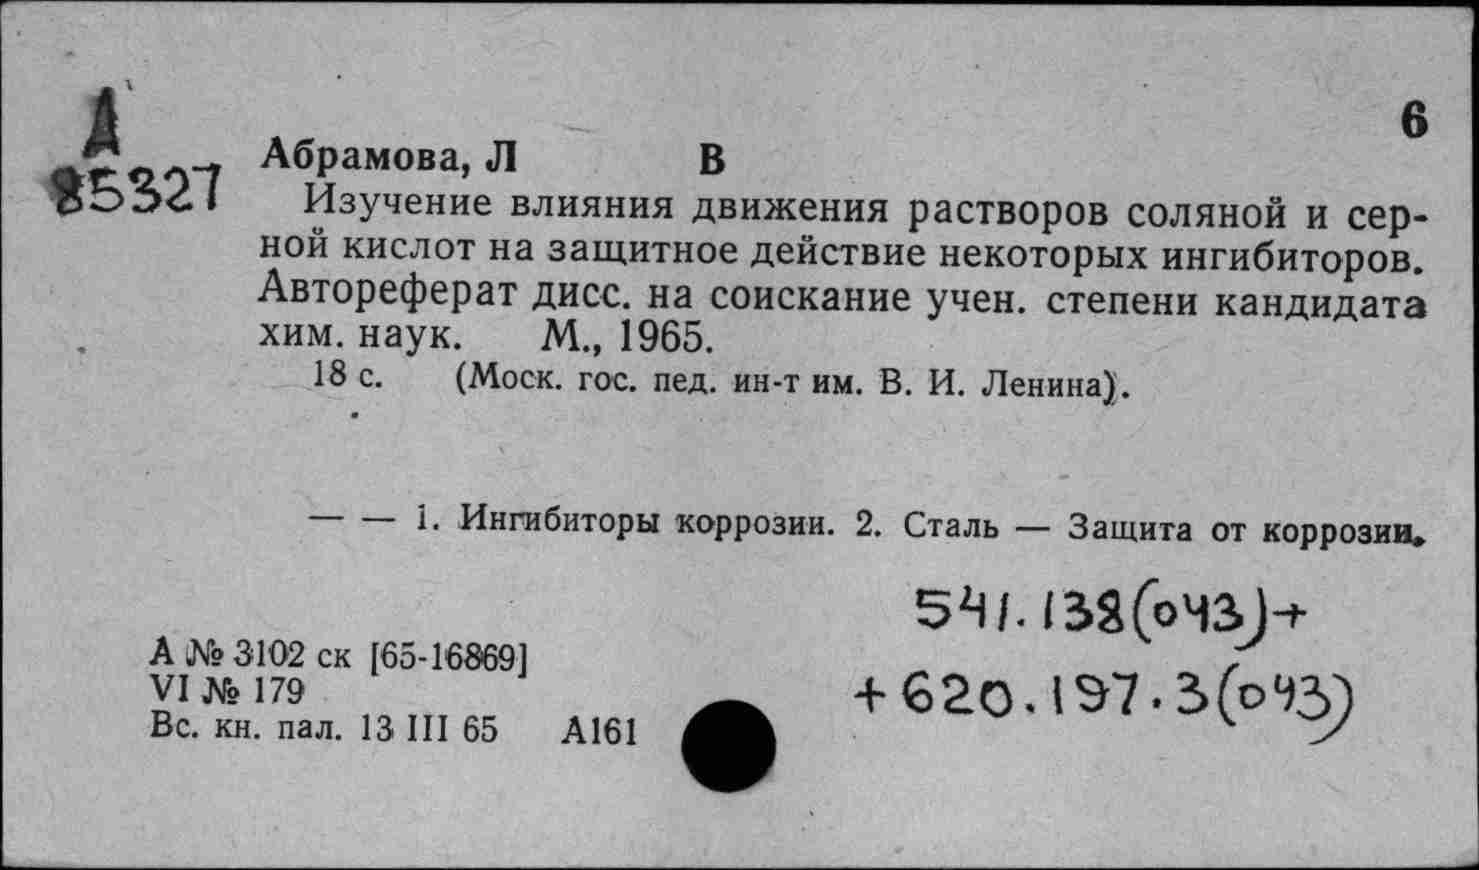 6
Д
85327
Абрамова, Л В
Изучение влияния движения растворов соляной и сер-
ной кислот на защитное действие некоторых ингибиторов.
Автореферат дисс. на соискание учен. степени кандидата
хим. наук. М., 1965.
18 с. (Моск. гос. пед. ин-т им. В. И. Ленина).
— — 1. Ингибиторы коррозии. 2. Сталь — Защита от коррозии.
541.138(043)+
+620.197.3(043)
А № 3102 ск [65-16869]
VI № 179
Вс. кн. пал. 13 III 65 А161